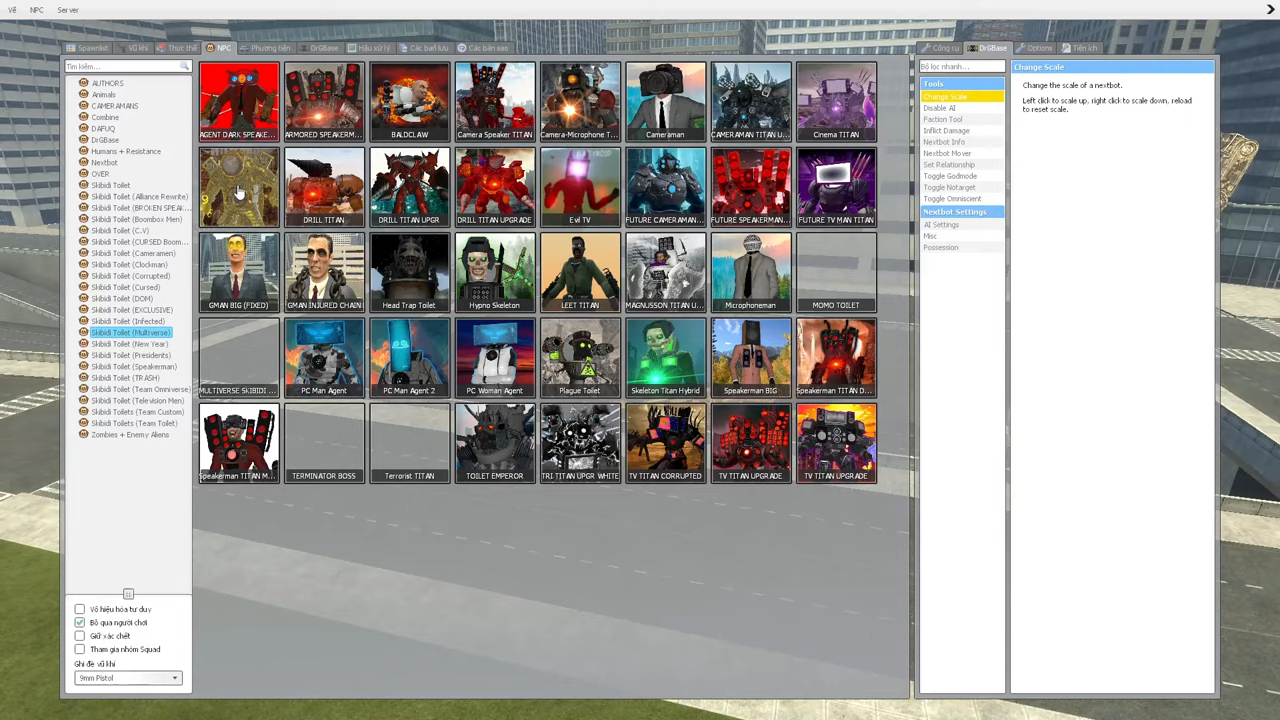 Vẽ NPC Server
Spawnlist Vũ khí Thực thể NPC Phương tiện DrGBase Hậu xử lý Các bản lưu Các bản sao
Công cụ DrGBase Options Tiện ích
Tìm kiếm...
AUTHORS
Animals
CAMERAMANS
Combine
DAFUQ
DrGBase
Humans + Resistance
Nextbot
OVER
Skibidi Toilet
Skibidi Toilet (Alliance Rewrite)
Skibidi Toilet (BROKEN SPEAK...
Skibidi Toilet (Boombox Men)
Skibidi Toilet (C.V)
Skibidi Toilet (CURSED Boom...
Skibidi Toilet (Cameramen)
Skibidi Toilet (Clockman)
Skibidi Toilet (Corrupted)
Skibidi Toilet (Cursed)
Skibidi Toilet (DOM)
Skibidi Toilet (EXCLUSIVE)
Skibidi Toilet (Infected)
Skibidi Toilet (Multiverse)
Skibidi Toilet (New Year)
Skibidi Toilet (Presidents)
Skibidi Toilet (Speakerman)
Skibidi Toilet (TRASH)
Skibidi Toilet (Team Omniverse)
Skibidi Toilet (Television Men)
Skibidi Toilets (Team Custom)
Skibidi Toilets (Team Toilet)
Zombies + Enemy Aliens
Vô hiệu hóa tư duy
Bỏ qua người chơi
Giữ xác chết
Tham gia nhóm Squad
Ghi đè vũ khí
9mm Pistol
AGENT DARK SPEAKE... ARMORED SPEAKERM... BALDCLAW Camera Speaker TITAN Camera-Microphone T... Cameraman CAMERAMAN TITAN U... Cinema TITAN
DRILL TITAN DRILL TITAN UPGR DRILL TITAN UPGRADE Evil TV FUTURE CAMERAMAN... FUTURE SPEAKERMAN... FUTURE TV MAN TITAN
GMAN BIG (FIXED) GMAN INJURED CHAIN Head Trap Toilet Hypno Skeleton LEET TITAN MAGNUSSON TITAN U... Microphoneman MOMO TOILET
MULTIVERSE SKIBIDI ... PC Man Agent PC Man Agent 2 PC Woman Agent Plague Toilet Skeleton Titan Hybrid Speakerman BIG Speakerman TITAN D...
Speakerman TITAN M... TERMINATOR BOSS Terrorist TITAN TOILET EMPEROR TRI TITAN UPGR WHITE TV TITAN CORRUPTED TV TITAN UPGRADE TV TITAN UPGRADE
Bộ lọc nhanh...
Tools
Change Scale
Disable AI
Faction Tool
Inflict Damage
Nextbot Info
Nextbot Mover
Set Relationship
Toggle Godmode
Toggle Notarget
Toggle Omniscient
Nextbot Settings
AI Settings
Misc
Possession
Change Scale
Change the scale of a nextbot.
Left click to scale up, right click to scale down, reload
to reset scale.